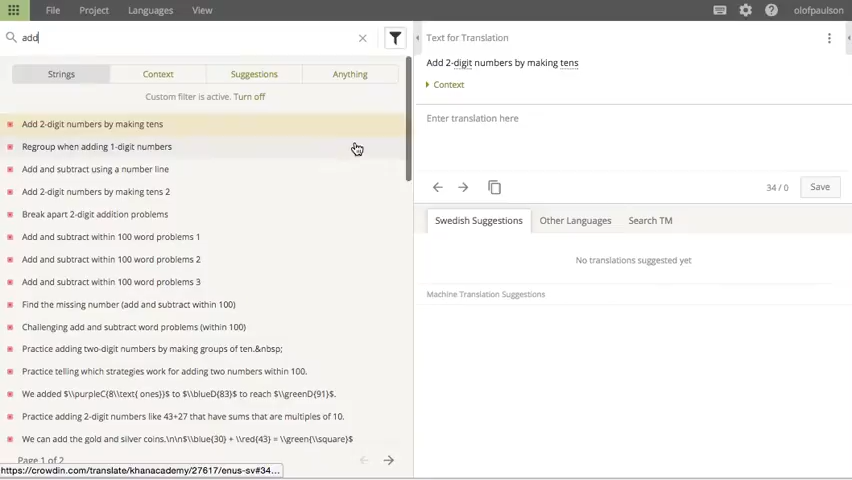 File Project Languages View olofpaulson
add
Strings Context Suggestions Anything
Custom filter is active. Turn off
Add 2-digit numbers by making tens
Regroup when adding 1-digit numbers
Add and subtract using a number line
Add 2-digit numbers by making tens 2
Break apart 2-digit addition problems
Add and subtract within 100 word problems 1
Add and subtract within 100 word problems 2
Add and subtract within 100 word problems 3
Find the missing number (add and subtract within 100)
Challenging add and subtract word problems (within 100)
Practice adding two-digit numbers by making groups of ten.&nbsp;
Practice telling which strategies work for adding two numbers within 100.
We added $\\purpleC{8\\text{ ones}}$ to $\\blueD{83}$ to reach $\\greenD{91}$.
Practice adding 2-digit numbers like 43+27 that have sums that are multiples of 10.
We can add the gold and silver coins.\n\n$\\blue{30} + \\red{43} = \\green{\\square}$
Page 1 of 2
https://crowdin.com/translate/khanacademy/27617/enus-sv#34...
Text for Translation
Add 2-digit numbers by making tens
Context
Enter translation here
34 / 0 Save
Swedish Suggestions Other Languages Search TM
No translations suggested yet
Machine Translation Suggestions